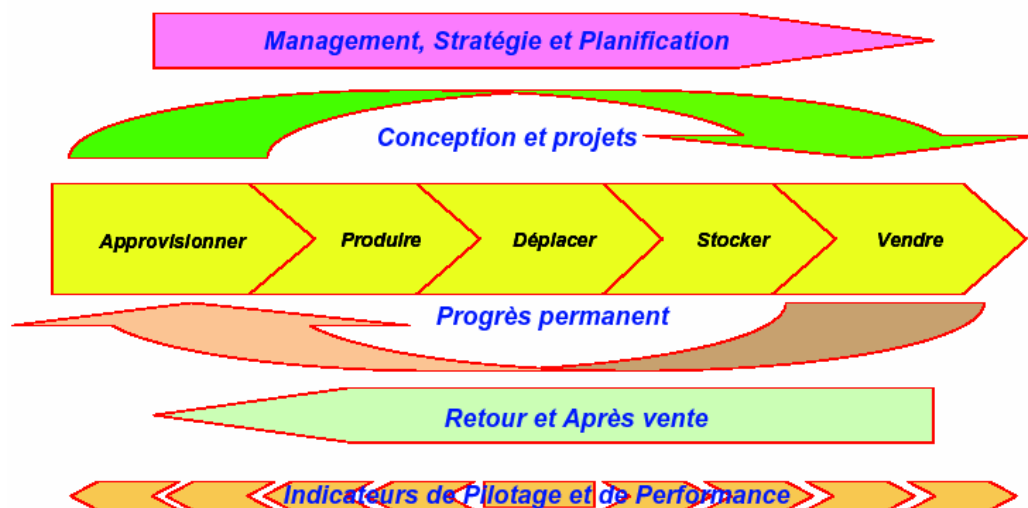 Management, Stratégie et Planification
Conception et projets
Approvisionner
Produire
Déplacer
Stocker
Vendre
Progrès permanent
Retour et Après vente
Indicateurs de Pilotage et de Performance